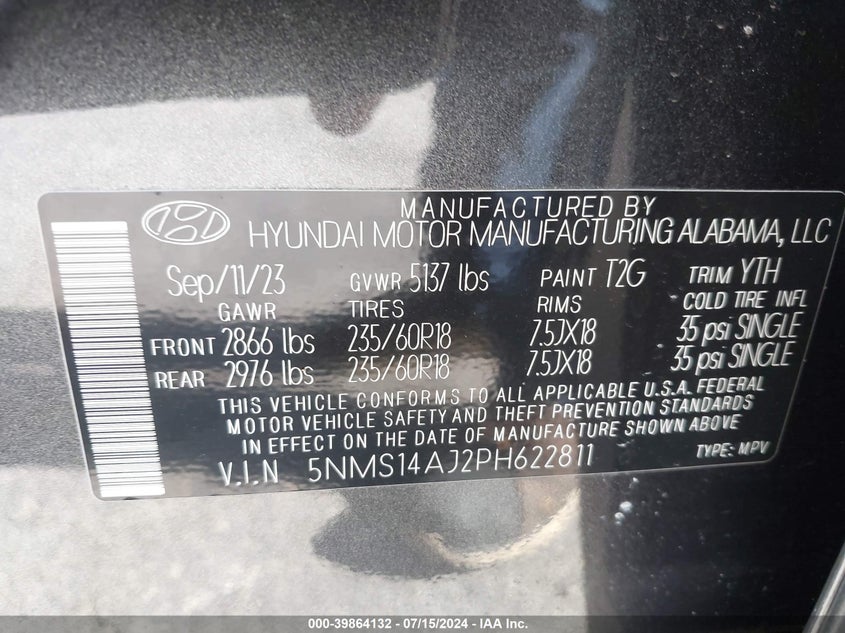 MANUFACTURED BY
HYUNDAI MOTOR MANUFACTURING ALABAMA, LLC
Sep/11/23 GVWR 5137 lbs PAINT T2G TRIM YTH
GAWR TIRES RIMS COLD TIRE INFL
FRONT 2866 lbs 235/60R18 7.5JX18 35 psi SINGLE
REAR 2976 lbs 235/60R18 7.5JX18 35 psi SINGLE
THIS VEHICLE CONFORMS TO ALL APPLICABLE U.S.A. FEDERAL
MOTOR VEHICLE SAFETY AND THEFT PREVENTION STANDARDS
IN EFFECT ON THE DATE OF MANUFACTURE SHOWN ABOVE
V.I.N 5NMS14AJ2PH622811 TYPE: MPV
000-39864132 - 07/15/2024 - IAA Inc.